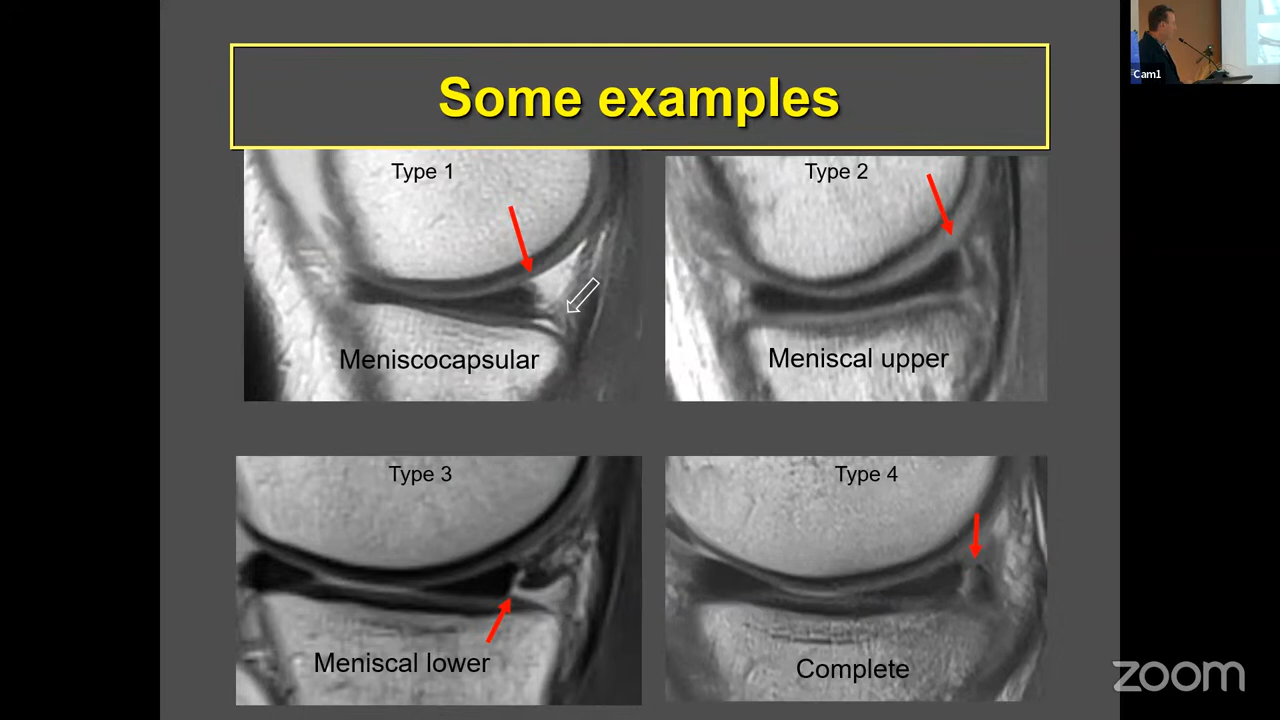 Some examples
Type 1
Type 2
Meniscocapsular
Meniscal upper
Type 3
Type 4
Meniscal lower
Complete
Cam1
zoom